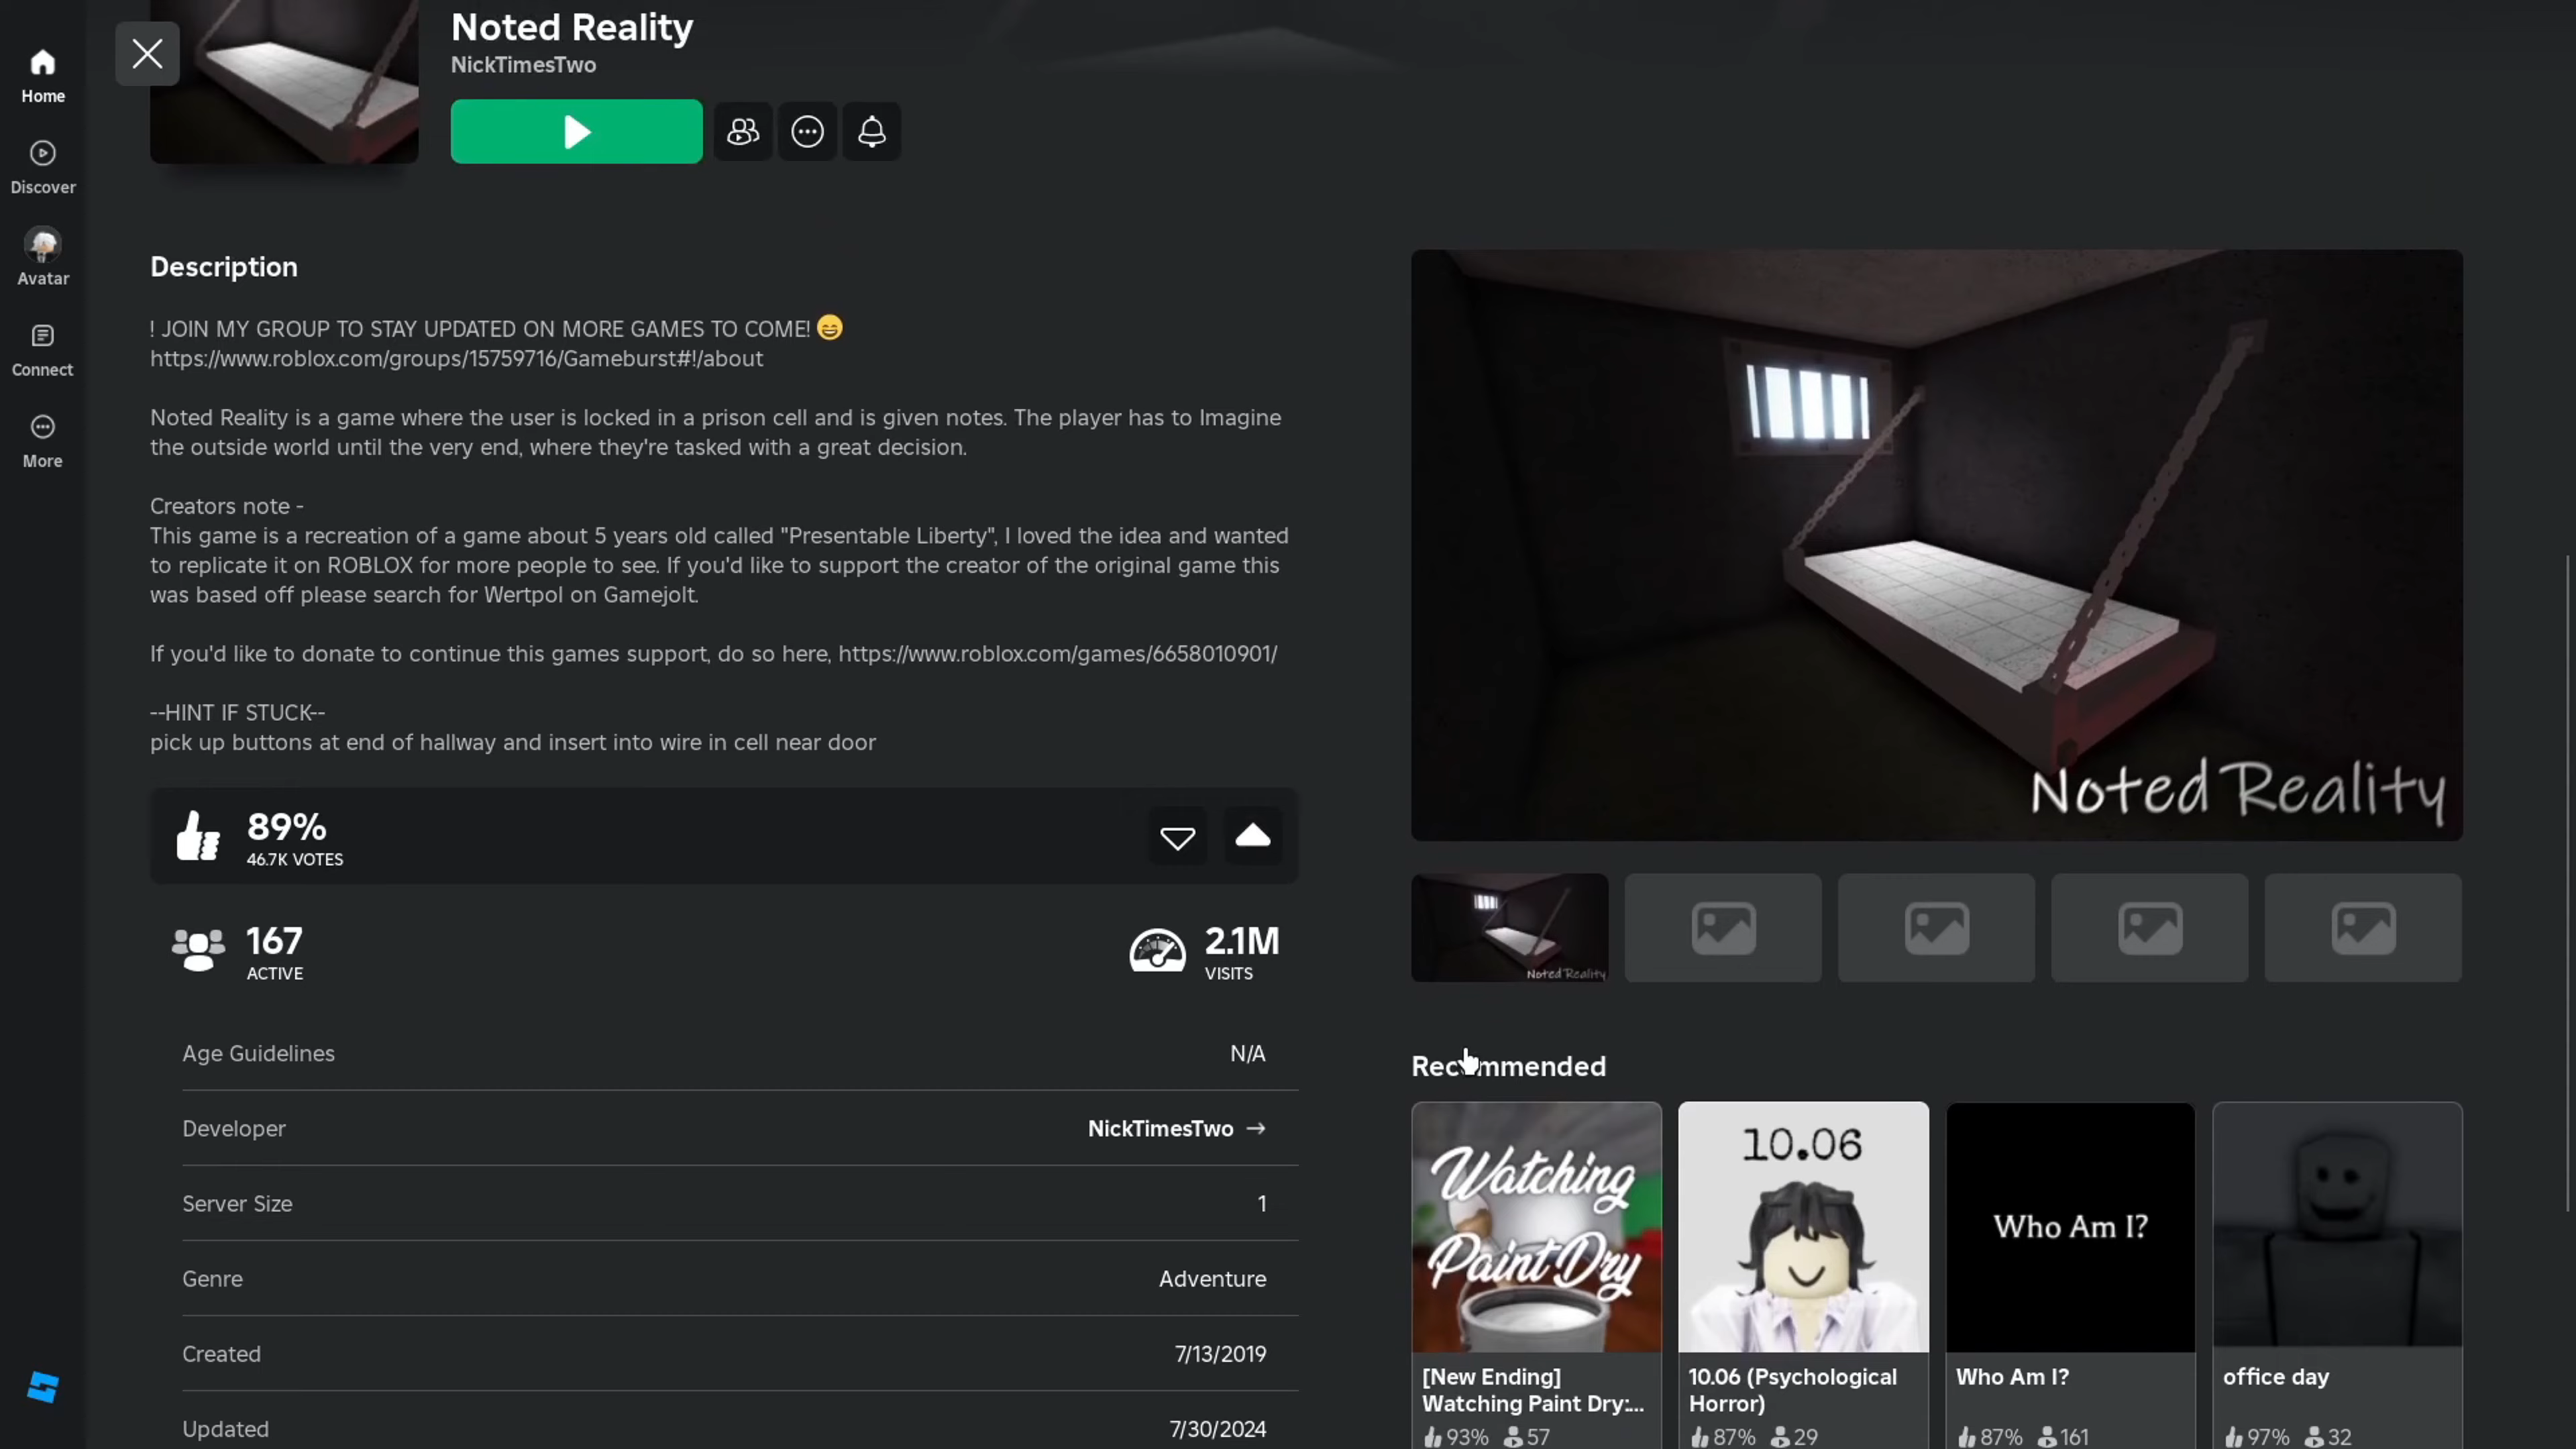 Noted Reality
NickTimesTwo
Home
Discover
Avatar
Connect
More
Description
! JOIN MY GROUP TO STAY UPDATED ON MORE GAMES TO COME! 😄
https://www.roblox.com/groups/15759716/Gameburst#!/about
Noted Reality is a game where the user is locked in a prison cell and is given notes. The player has to Imagine
the outside world until the very end, where they're tasked with a great decision.
Creators note -
This game is a recreation of a game about 5 years old called "Presentable Liberty", I loved the idea and wanted
to replicate it on ROBLOX for more people to see. If you'd like to support the creator of the original game this
was based off please search for Wertpol on Gamejolt.
If you'd like to donate to continue this games support, do so here, https://www.roblox.com/games/6658010901/
--HINT IF STUCK--
pick up buttons at end of hallway and insert into wire in cell near door
89%
46.7K VOTES
167
ACTIVE
2.1M
VISITS
Age Guidelines N/A
Developer NickTimesTwo →
Server Size 1
Genre Adventure
Created 7/13/2019
Updated 7/30/2024
Noted Reality
Noted Reality
Recommended
Watching
Paint Dry
[New Ending]
Watching Paint Dry:...
93% 57
10.06
10.06 (Psychological
Horror)
87% 29
Who Am I?
Who Am I?
87% 161
office day
97% 32